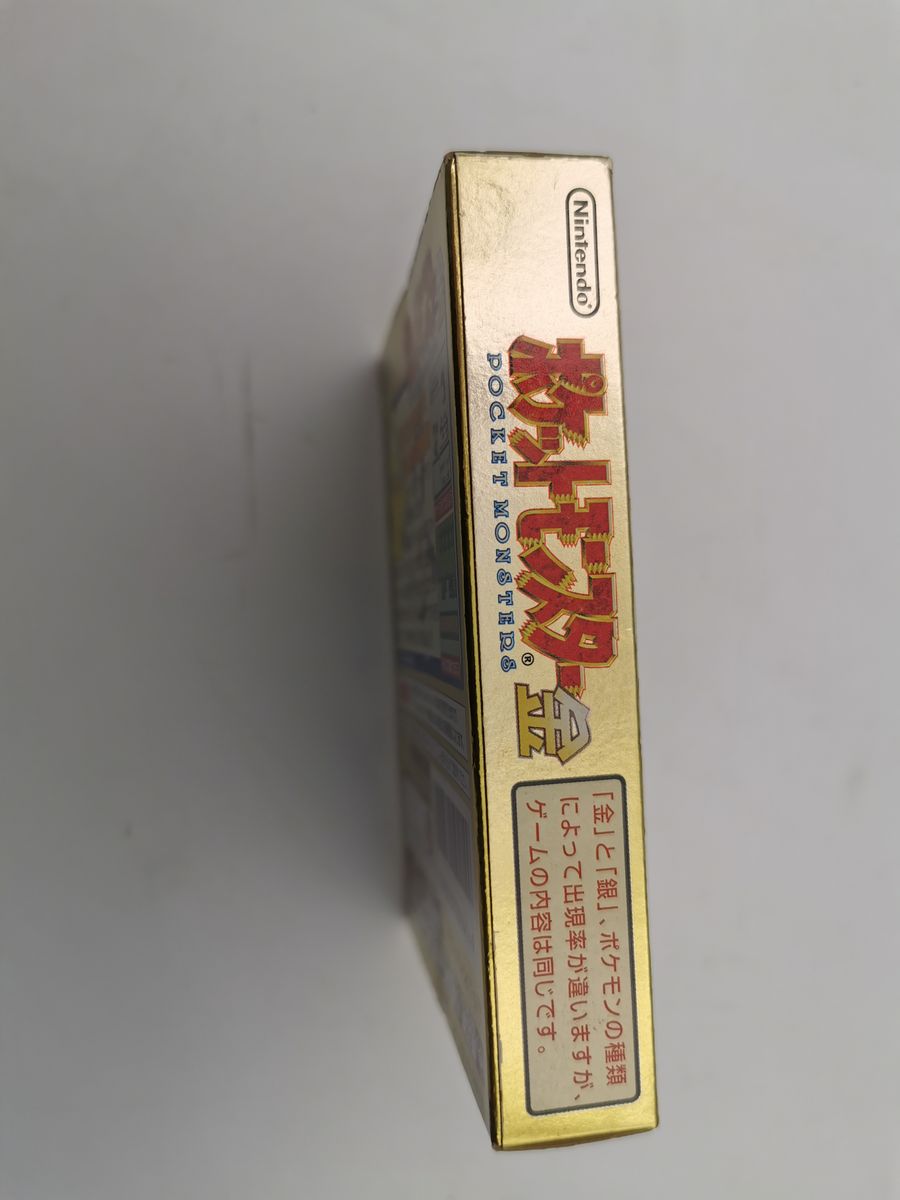 Nintendo®
ポケットモンスター
POCKET MONSTERS®
金
「金」と「銀」、ポケモンの種類
によって出現率が違いますが、
ゲームの内容は同じです。